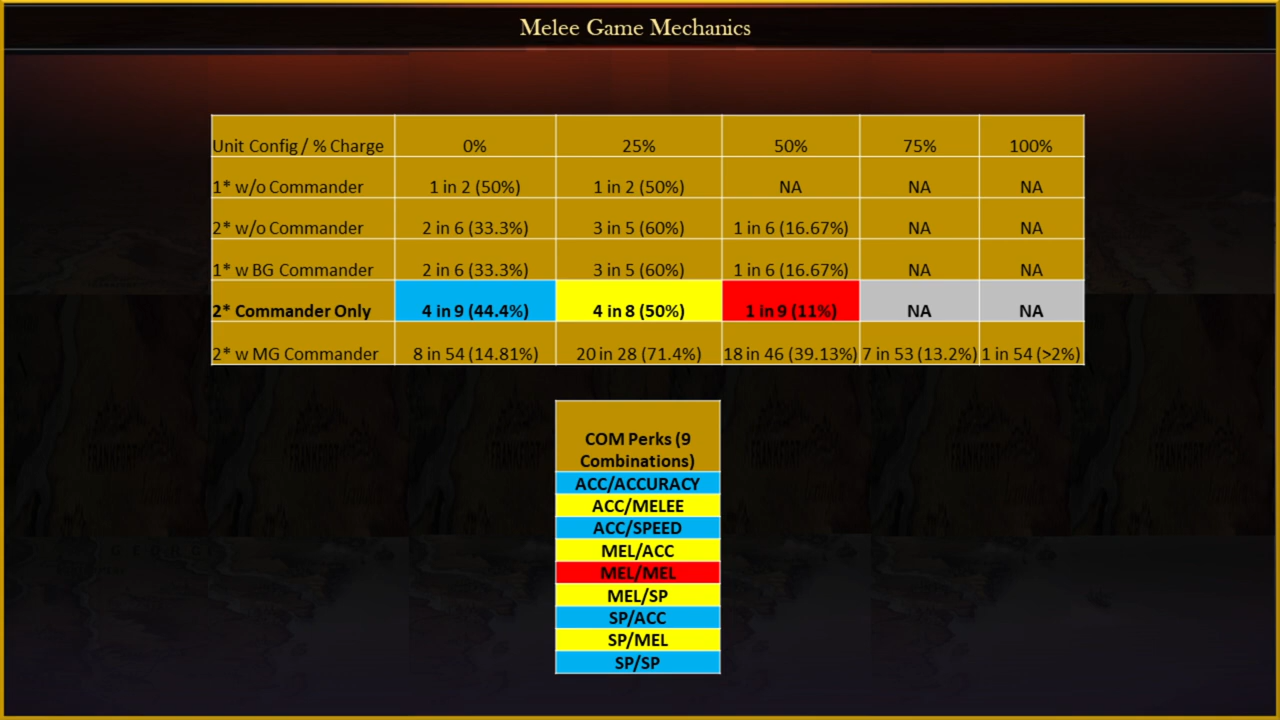 Melee Game Mechanics
Unit Config / % Charge 0% 25% 50% 75% 100%
1* w/o Commander 1 in 2 (50%) 1 in 2 (50%) NA NA NA
2* w/o Commander 2 in 6 (33.3%) 3 in 5 (60%) 1 in 6 (16.67%) NA NA
1* w BG Commander 2 in 6 (33.3%) 3 in 5 (60%) 1 in 6 (16.67%) NA NA
2* Commander Only 4 in 9 (44.4%) 4 in 8 (50%) 1 in 9 (11%) NA NA
2* w MG Commander 8 in 54 (14.81%) 20 in 28 (71.4%) 18 in 46 (39.13%) 7 in 53 (13.2%) 1 in 54 (>2%)
COM Perks (9
Combinations)
ACC/ACCURACY
ACC/MELEE
ACC/SPEED
MEL/ACC
MEL/MEL
MEL/SP
SP/ACC
SP/MEL
SP/SP
FRANKFORT FRANKFORT FRANKFORT FRANKFORT FRANKFORT FRANKFORT